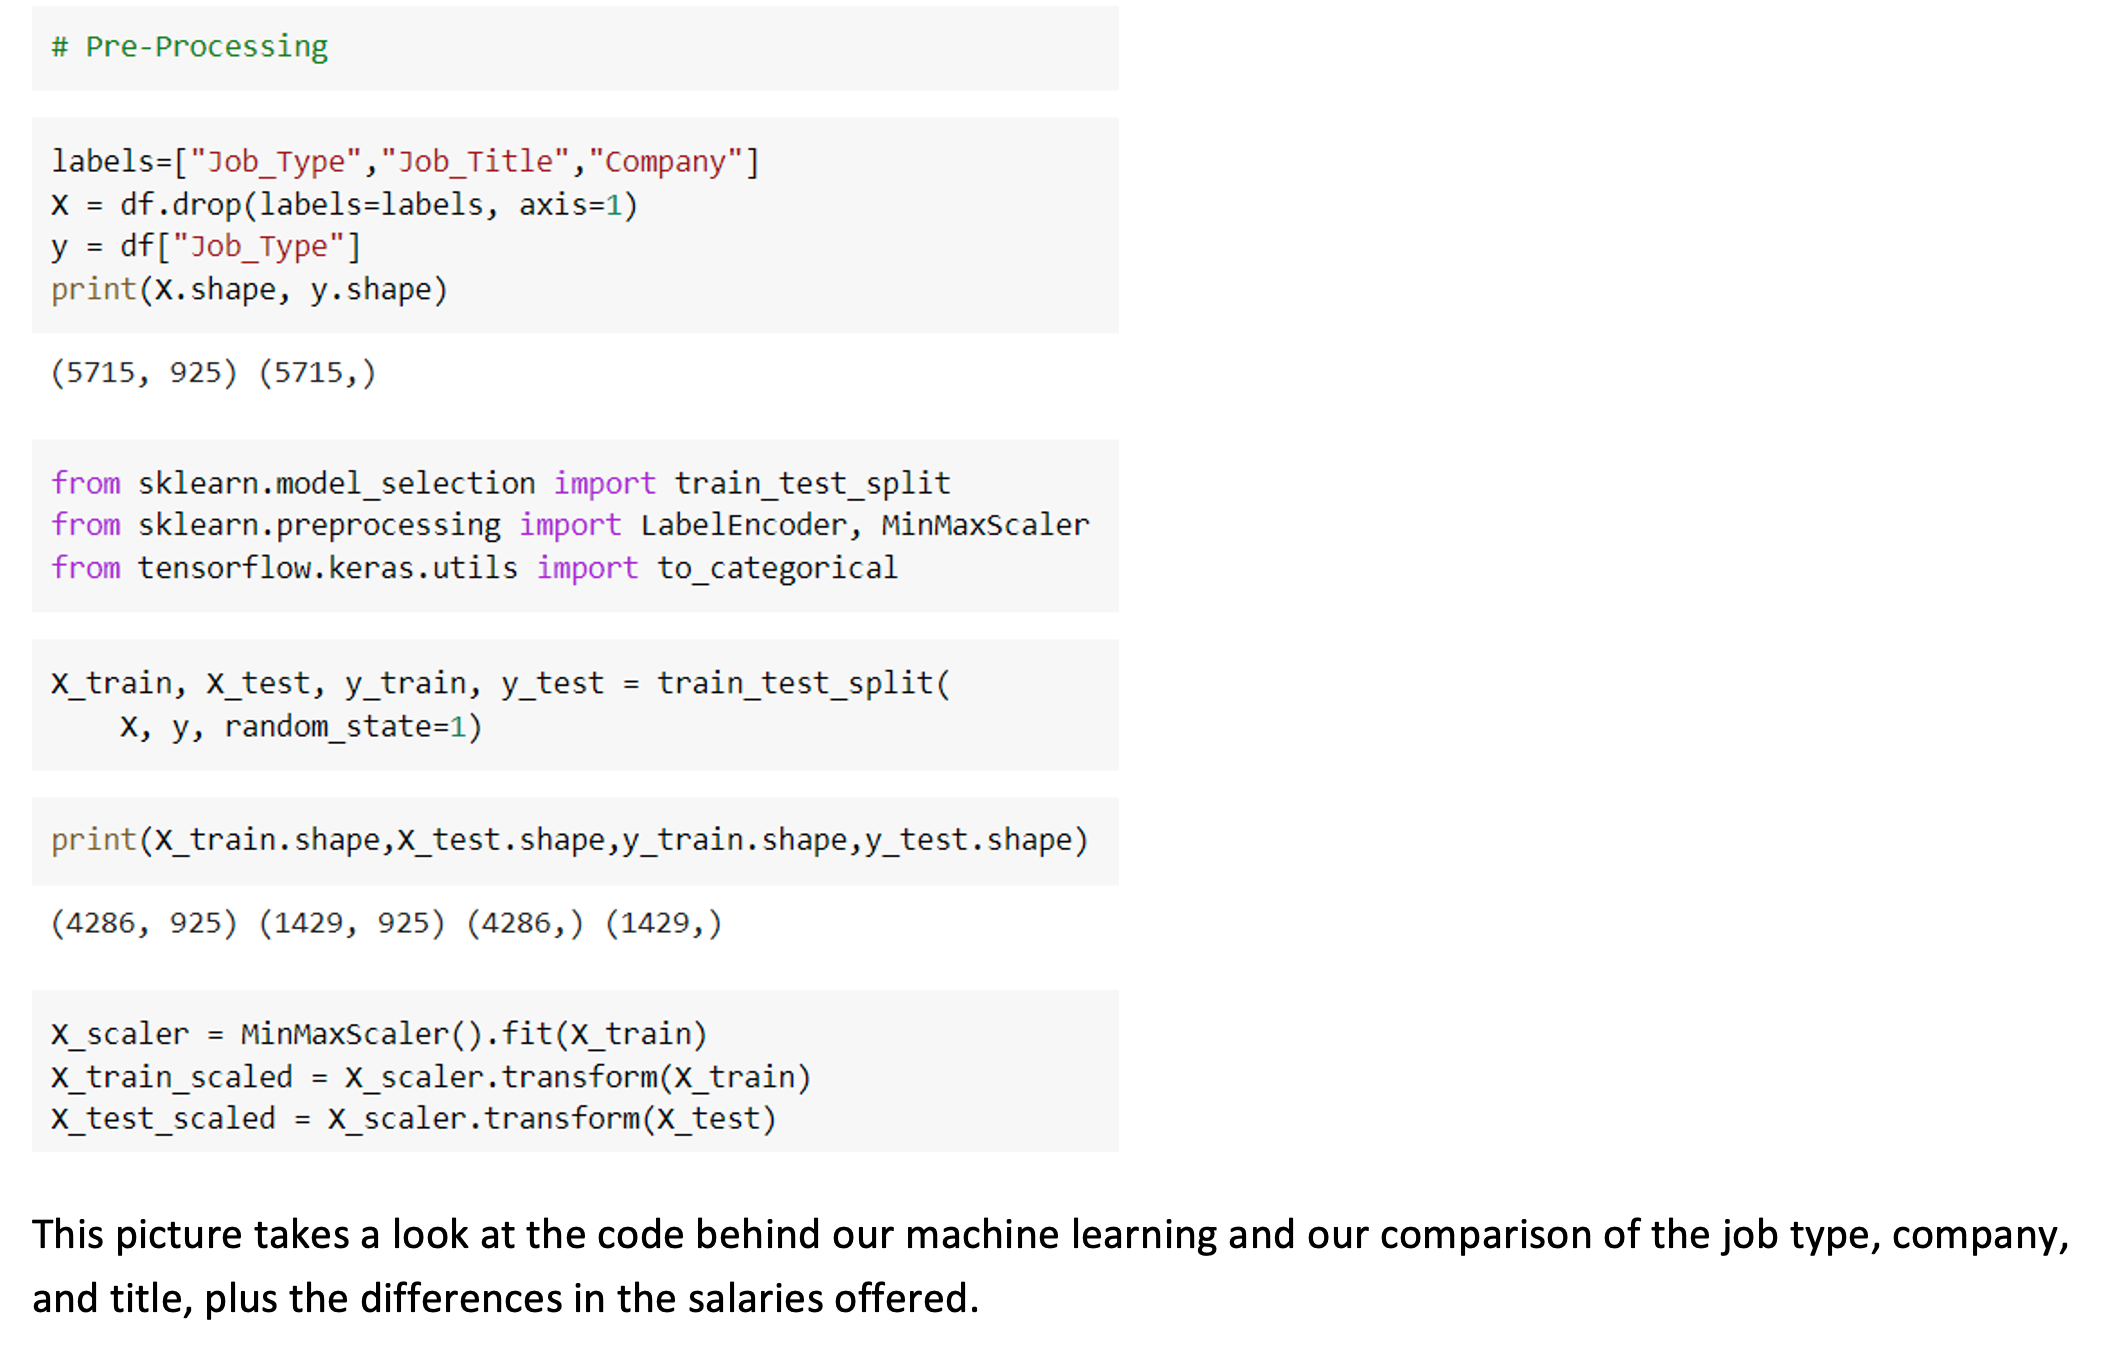 # Pre-Processing
labels=["Job_Type","Job_Title","Company"]
X = df.drop(labels=labels, axis=1)
y = df["Job_Type"]
print(X.shape, y.shape)
(5715, 925) (5715,)
from sklearn.model_selection import train_test_split
from sklearn.preprocessing import LabelEncoder, MinMaxScaler
from tensorflow.keras.utils import to_categorical
X_train, X_test, y_train, y_test = train_test_split(
    X, y, random_state=1)
print(X_train.shape,X_test.shape,y_train.shape,y_test.shape)
(4286, 925) (1429, 925) (4286,) (1429,)
X_scaler = MinMaxScaler().fit(X_train)
X_train_scaled = X_scaler.transform(X_train)
X_test_scaled = X_scaler.transform(X_test)
This picture takes a look at the code behind our machine learning and our comparison of the job type, company,
and title, plus the differences in the salaries offered.